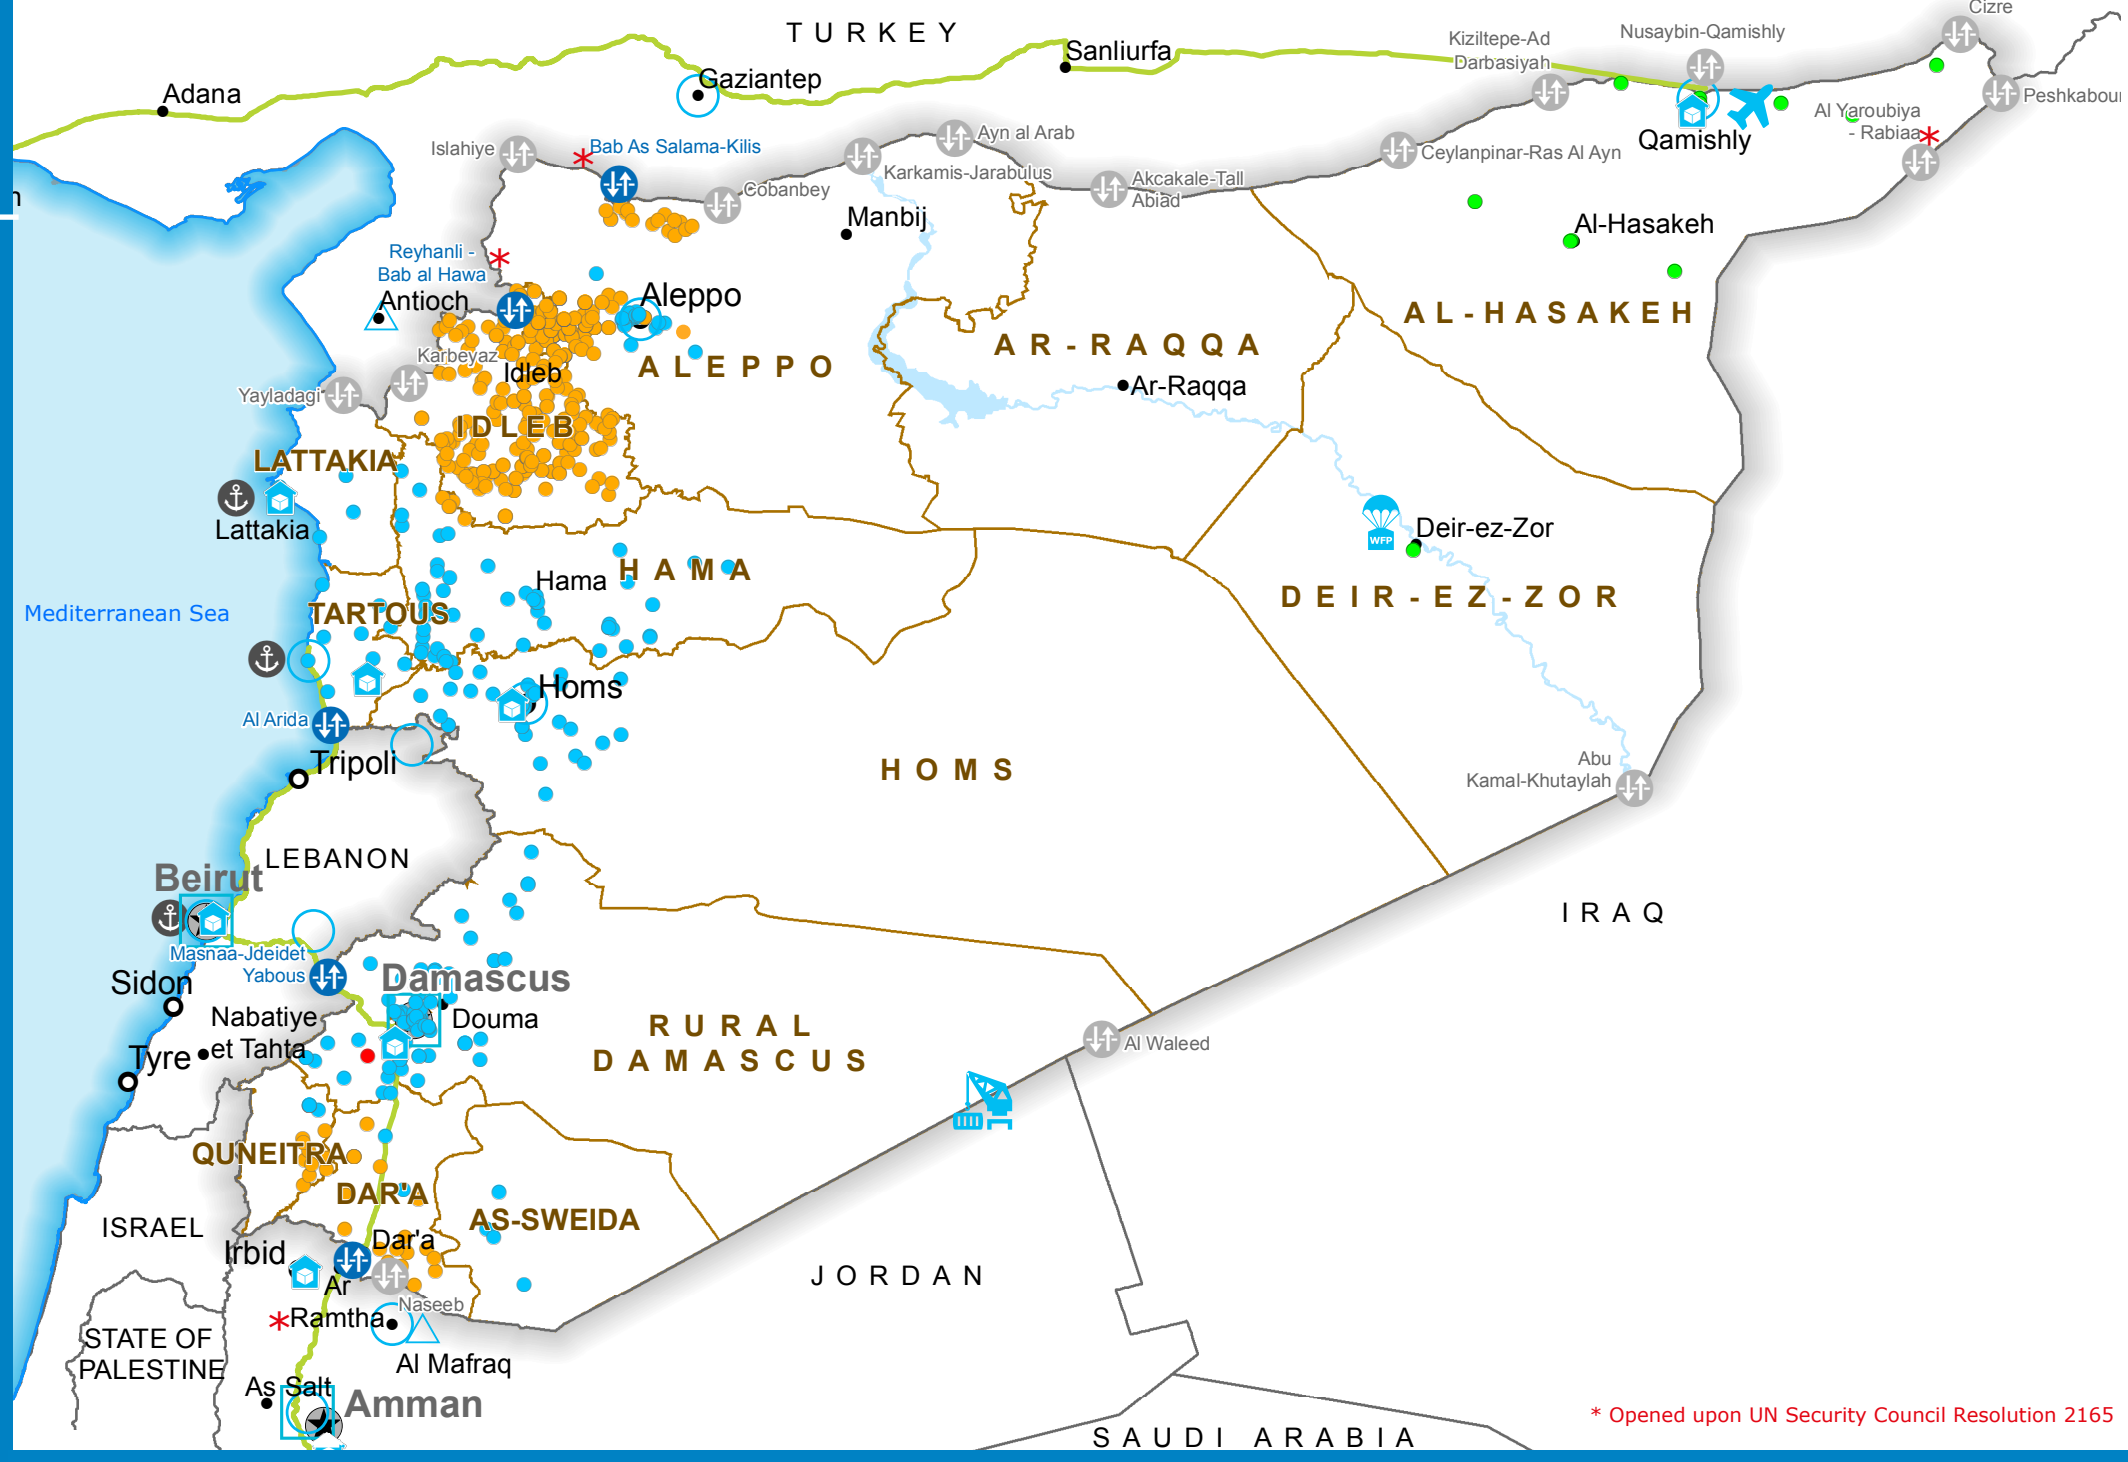 TURKEY
Cizre
Nusaybin-Qamishly
Kiziltepe-Ad
Darbasiyah
Sanliurfa
Gaziantep
Adana
Peshkabour
Al Yaroubiya
- Rabiaa
*
Qamishly
Islahiye
*
Bab As Salama-Kilis
Ayn al Arab
Karkamis-Jarabulus
Ceylanpinar-Ras Al Ayn
Akcakale-Tall
Abiad
Cobanbey
Manbij
Al-Hasakeh
Reyhanli -
Bab al Hawa
*
Antioch
Aleppo
AL-HASAKEH
AR-RAQQA
ALEPPO
Karbeyaz
Idleb
Yayladagi
Ar-Raqqa
IDLEB
LATTAKIA
Lattakia
WFP
Deir-ez-Zor
HAMA
Hama
DEIR-EZ-ZOR
Mediterranean Sea
TARTOUS
Homs
Al Arida
Tripoli
HOMS
Abu
Kamal-Khutaylah
LEBANON
Beirut
IRAQ
Masnaa-Jdeidet
Yabous
Damascus
Sidon
Douma
Nabatiye
et Tahta
RURAL
DAMASCUS
Al Waleed
Tyre
QUNEITRA
DAR'A
AS-SWEIDA
ISRAEL
Irbid
Dar'a
Ar
Ramtha
*
Naseeb
JORDAN
STATE OF
PALESTINE
Al Mafraq
As Salt
Amman
* Opened upon UN Security Council Resolution 2165
SAUDI ARABIA